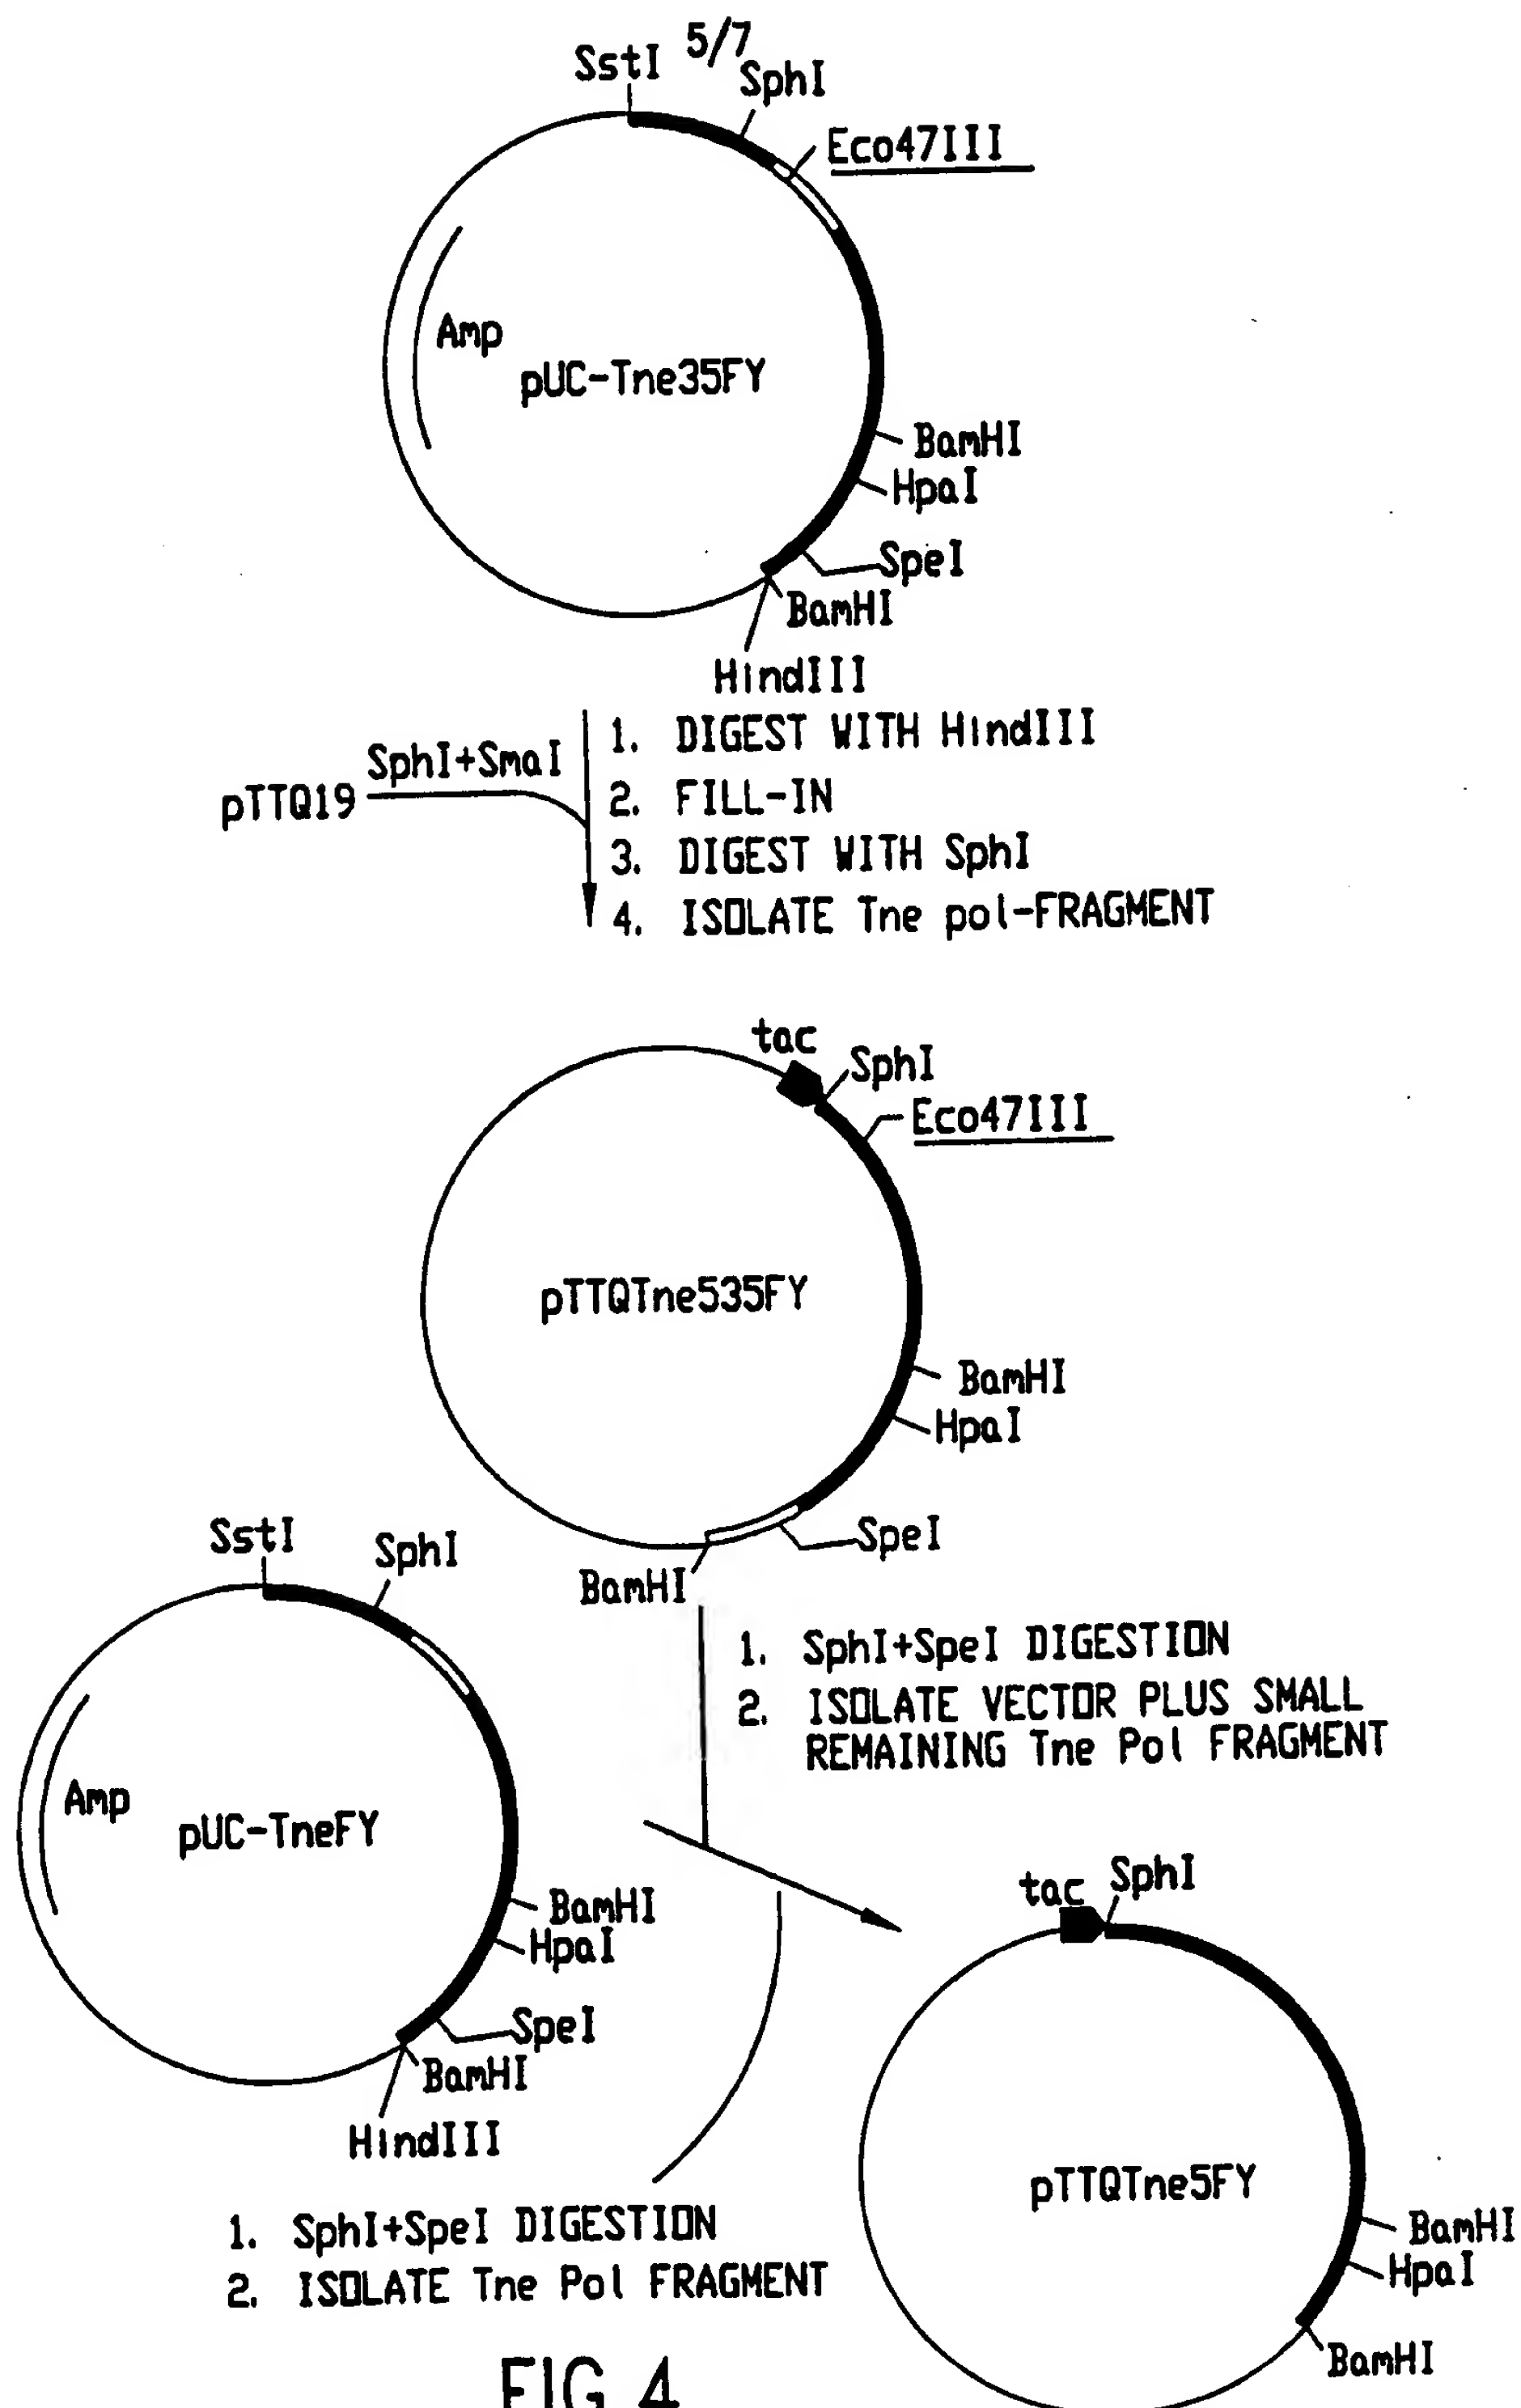 5/7
SstI
SphI
Eco47III
Amp
pUC-Tne35FY
BamHI
HpaI
SpeI
BamHI
HindIII
pTTQ19
SphI+SmaI
1. DIGEST WITH HindIII
2. FILL-IN
3. DIGEST WITH SphI
4. ISOLATE Tne pol-FRAGMENT
tac
SphI
Eco47III
pTTQTne535FY
BamHI
HpaI
SpeI
BamHI
1. SphI+SpeI DIGESTION
2. ISOLATE VECTOR PLUS SMALL
REMAINING Tne Pol FRAGMENT
SstI
SphI
Amp
pUC-TneFY
BamHI
HpaI
SpeI
BamHI
HindIII
1. SphI+SpeI DIGESTION
2. ISOLATE Tne Pol FRAGMENT
tac
SphI
pTTQTne5FY
BamHI
HpaI
BamHI
FIG. 4